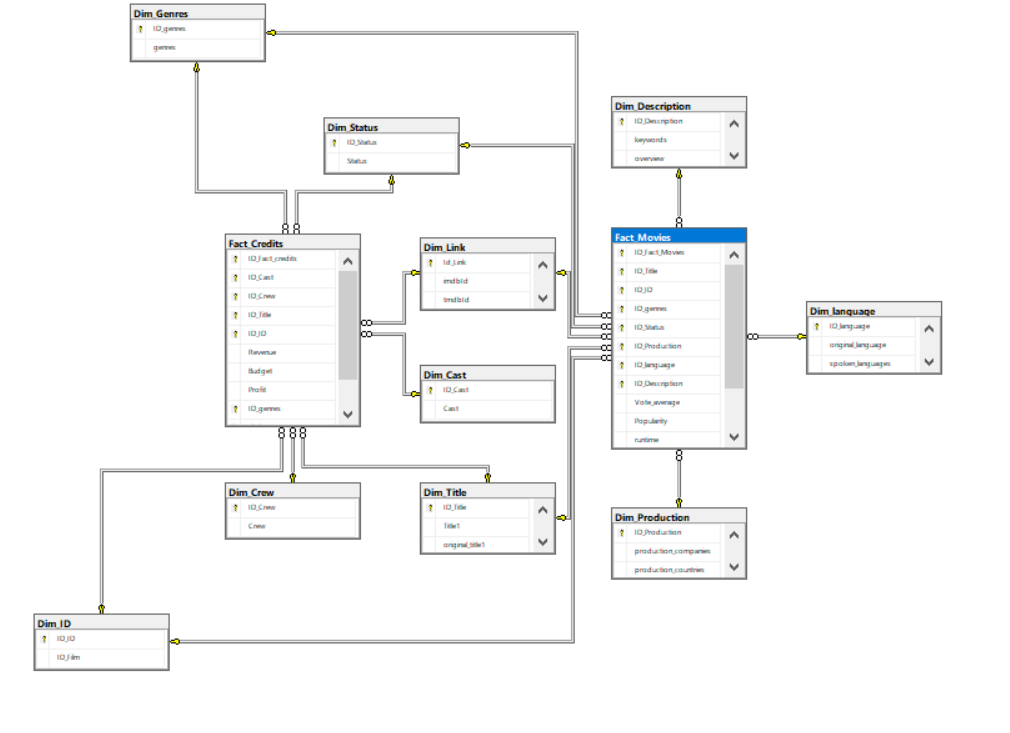 Dim_Genres
ID_genres
genres
Dim_Description
ID_Description
keywords
overview
Dim_Status
ID_Status
Status
Fact_Credits
ID_Fact_credits
ID_Cast
ID_Crew
ID_Title
ID_ID
Revenue
Budget
Profit
ID_genres
Dim_Link
Id_Link
imdbId
tmdbId
Fact_Movies
ID_Fact_Movies
ID_Title
ID_ID
ID_genres
ID_Status
ID_Production
ID_language
ID_Description
Vote_average
Popularity
runtime
Dim_language
ID_language
original_language
spoken_languages
Dim_Cast
ID_Cast
Cast
Dim_Crew
ID_Crew
Crew
Dim_Title
ID_Title
Title1
original_title1
Dim_Production
ID_Production
production_companies
production_countries
Dim_ID
ID_ID
ID_Film